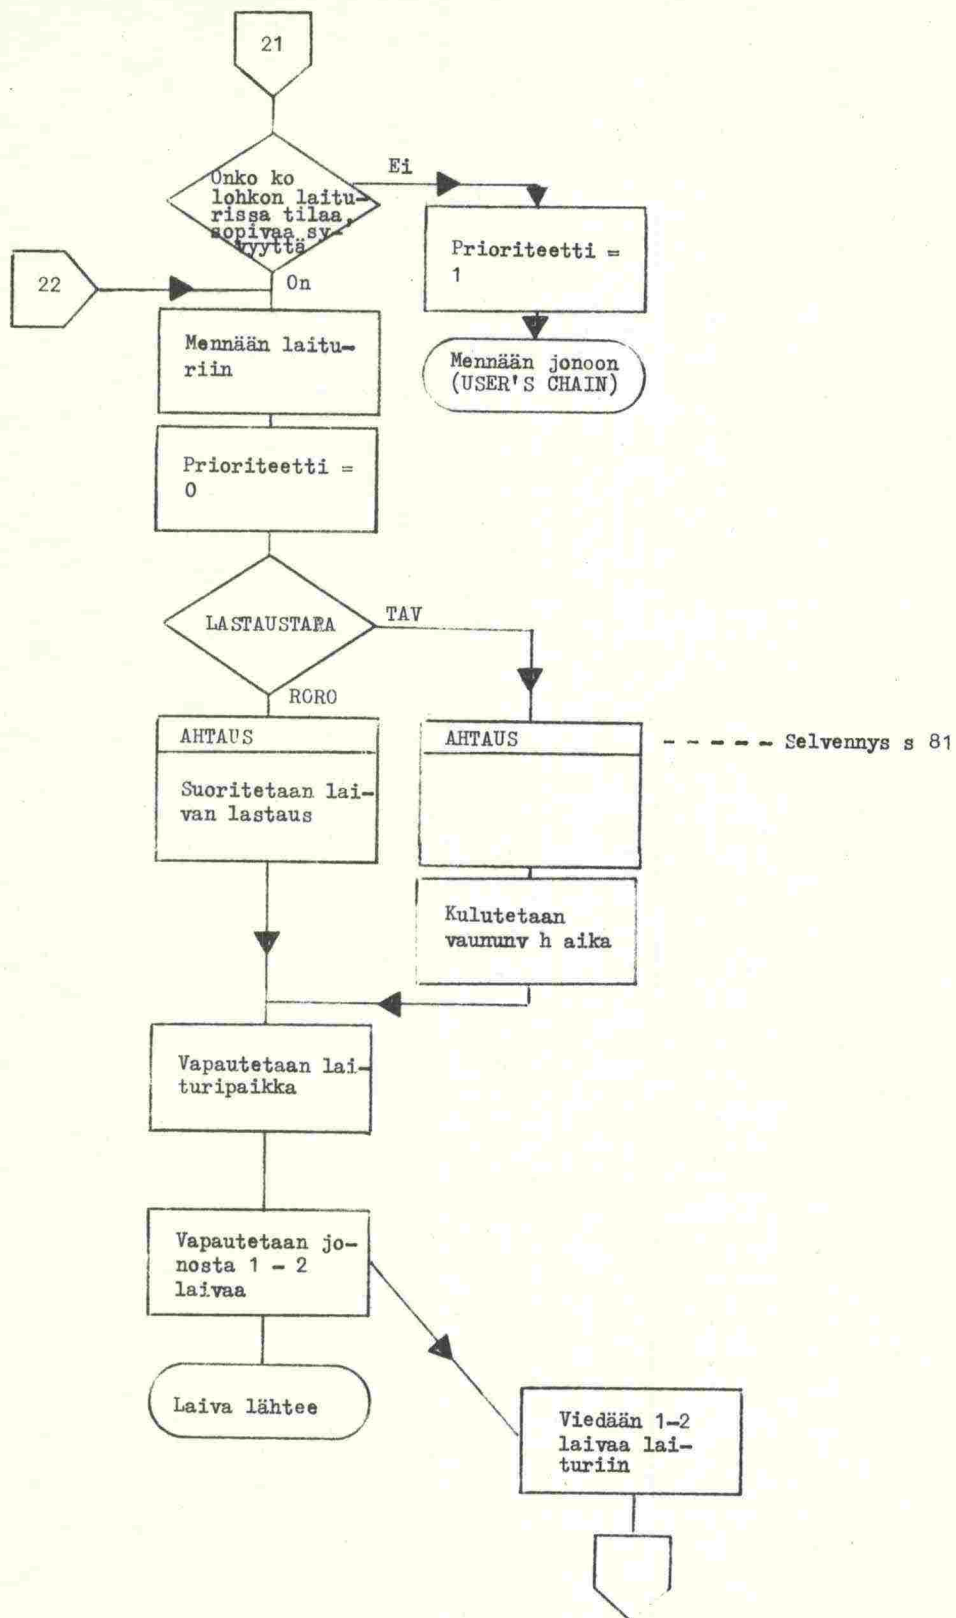 21
Onko ko
lohkon laitu-
rissa tilaa,
sopivaa sy-
vyyttä
Ei
Prioriteetti =
1
22
On
Mennään laitu-
riin
Mennään jonoon
(USER'S CHAIN)
Prioriteetti =
0
LASTAUSTAPA
TAV
RORO
AHTAUS
Suoritetaan lai-
van lastaus
AHTAUS
Selvennys s 81
Kulutetaan
vaununv h aika
Vapautetaan lai-
turipaikka
Vapautetaan jo-
nosta 1 - 2
laivaa
Laiva lähtee
Viedään 1-2
laivaa lai-
turiin